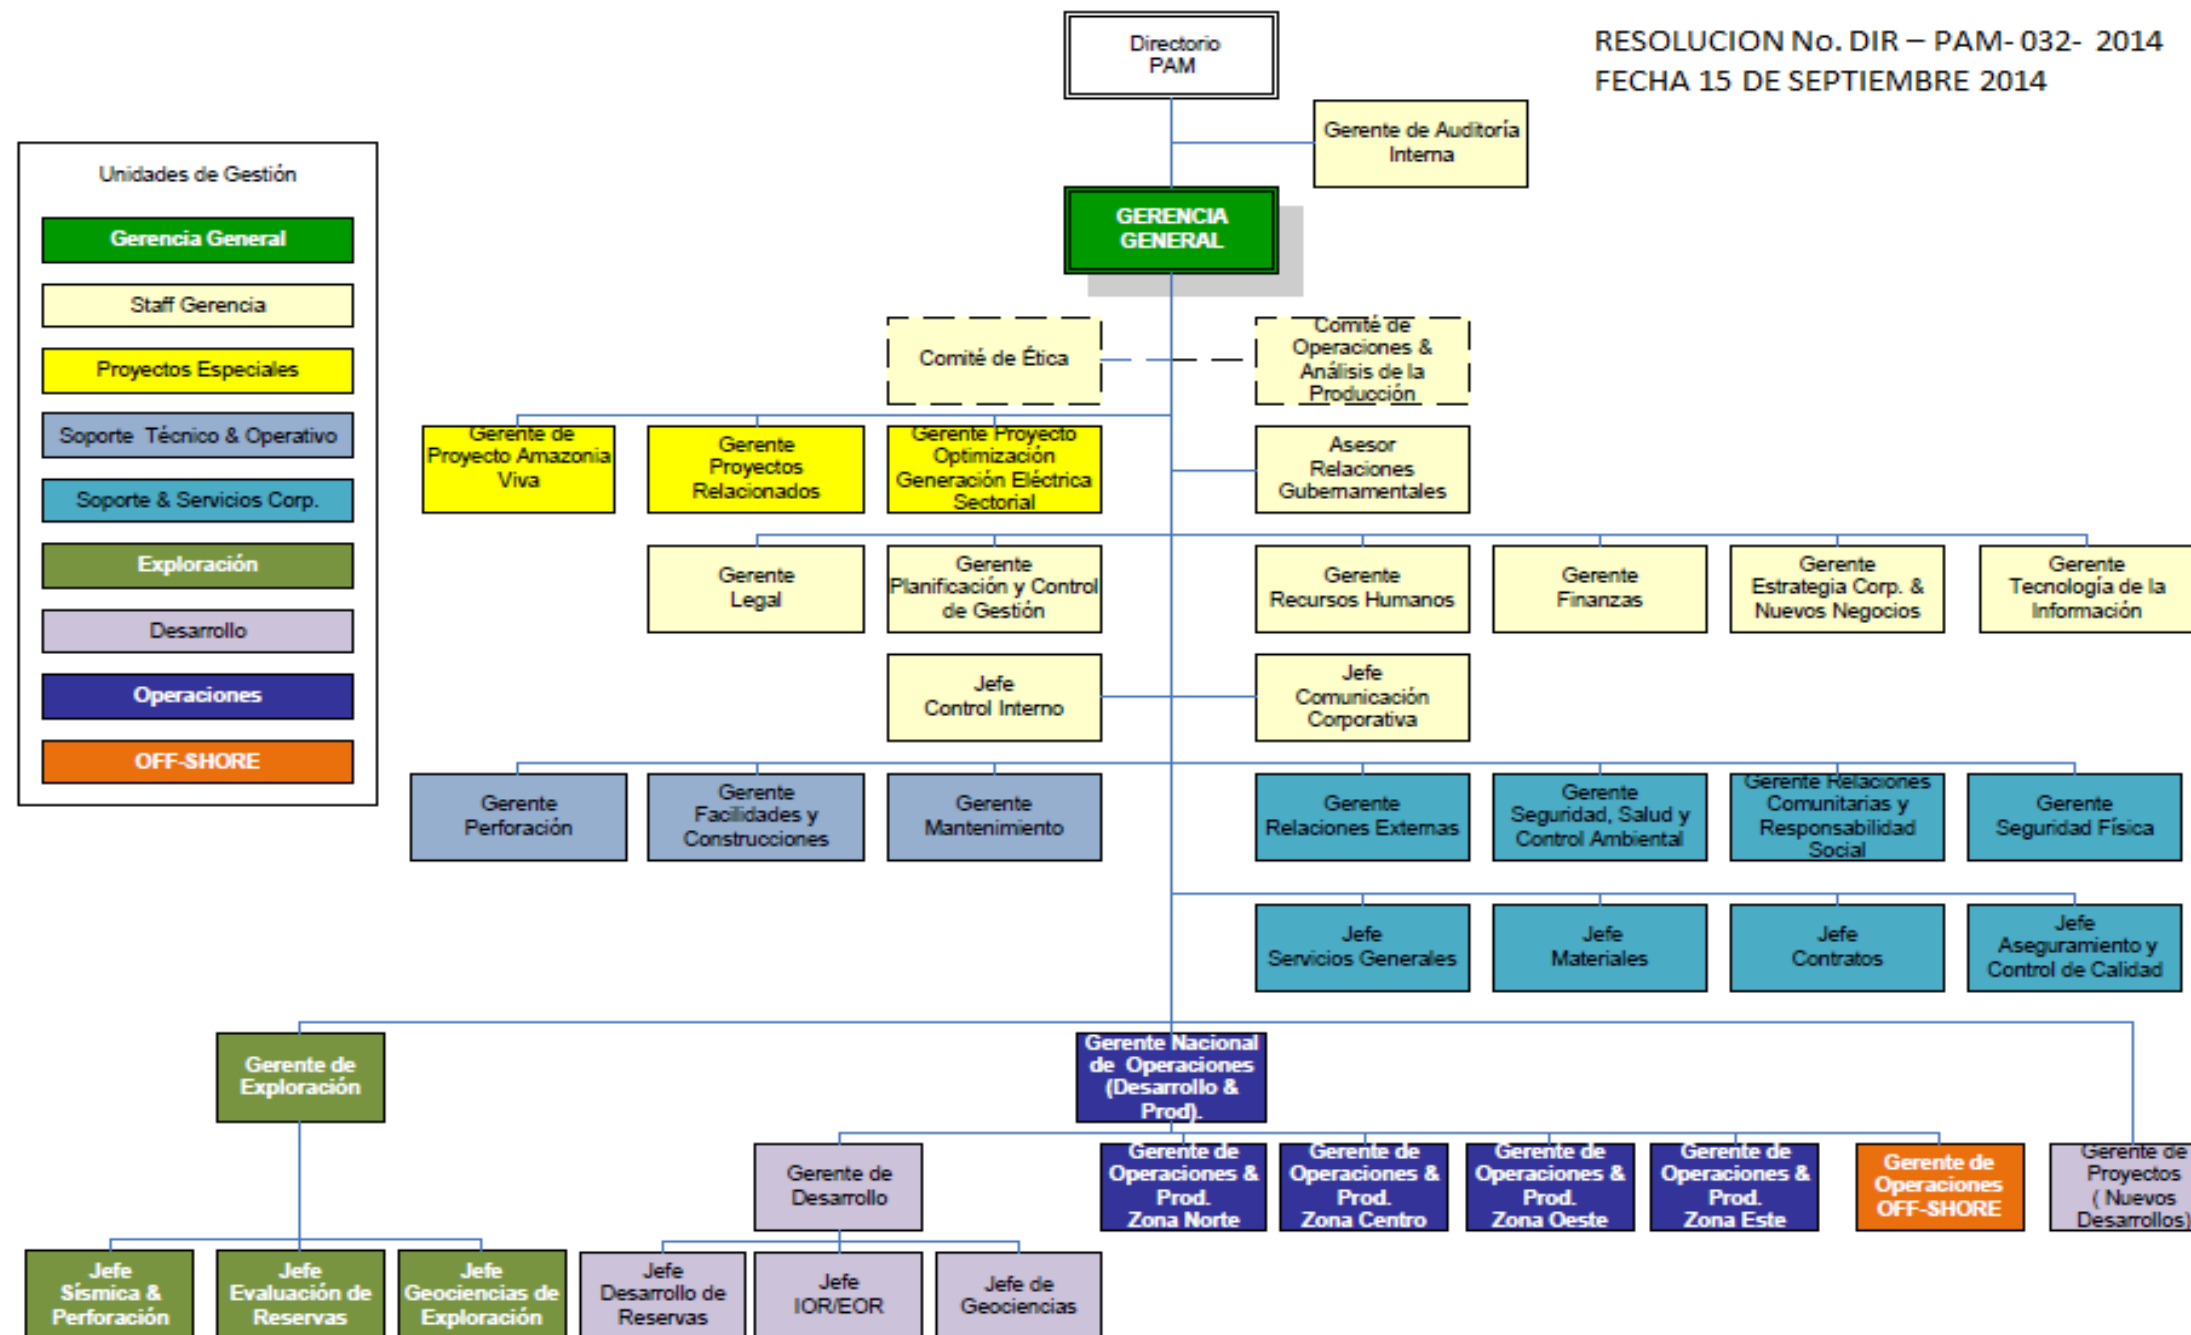 Directorio
PAM
RESOLUCION No. DIR – PAM- 032- 2014
FECHA 15 DE SEPTIEMBRE 2014
Gerente de Auditoría
Interna
Unidades de Gestión
Gerencia General
Staff Gerencia
Proyectos Especiales
Soporte Técnico & Operativo
Soporte & Servicios Corp.
Exploración
Desarrollo
Operaciones
OFF-SHORE
GERENCIA
GENERAL
Comité de Ética
Comité de
Operaciones &
Análisis de la
Producción
Gerente de
Proyecto Amazonia
Viva
Gerente
Proyectos
Relacionados
Gerente Proyecto
Optimización
Generación Eléctrica
Sectorial
Asesor
Relaciones
Gubernamentales
Gerente
Legal
Gerente
Planificación y Control
de Gestión
Gerente
Recursos Humanos
Gerente
Finanzas
Gerente
Estrategia Corp. &
Nuevos Negocios
Gerente
Tecnología de la
Información
Jefe
Control Interno
Jefe
Comunicación
Corporativa
Gerente
Perforación
Gerente
Facilidades y
Construcciones
Gerente
Mantenimiento
Gerente
Relaciones Externas
Gerente
Seguridad, Salud y
Control Ambiental
Gerente Relaciones
Comunitarias y
Responsabilidad
Social
Gerente
Seguridad Física
Jefe
Servicios Generales
Jefe
Materiales
Jefe
Contratos
Jefe
Aseguramiento y
Control de Calidad
Gerente de
Exploración
Gerente Nacional
de Operaciones
(Desarrollo &
Prod).
Gerente de
Desarrollo
Gerente de
Operaciones &
Prod.
Zona Norte
Gerente de
Operaciones &
Prod.
Zona Centro
Gerente de
Operaciones &
Prod.
Zona Oeste
Gerente de
Operaciones &
Prod.
Zona Este
Gerente de
Operaciones
OFF-SHORE
Gerente de
Proyectos
( Nuevos
Desarrollos)
Jefe
Sísmica &
Perforación
Jefe
Evaluación de
Reservas
Jefe
Geociencias de
Exploración
Jefe
Desarrollo de
Reservas
Jefe
IOR/EOR
Jefe de
Geociencias